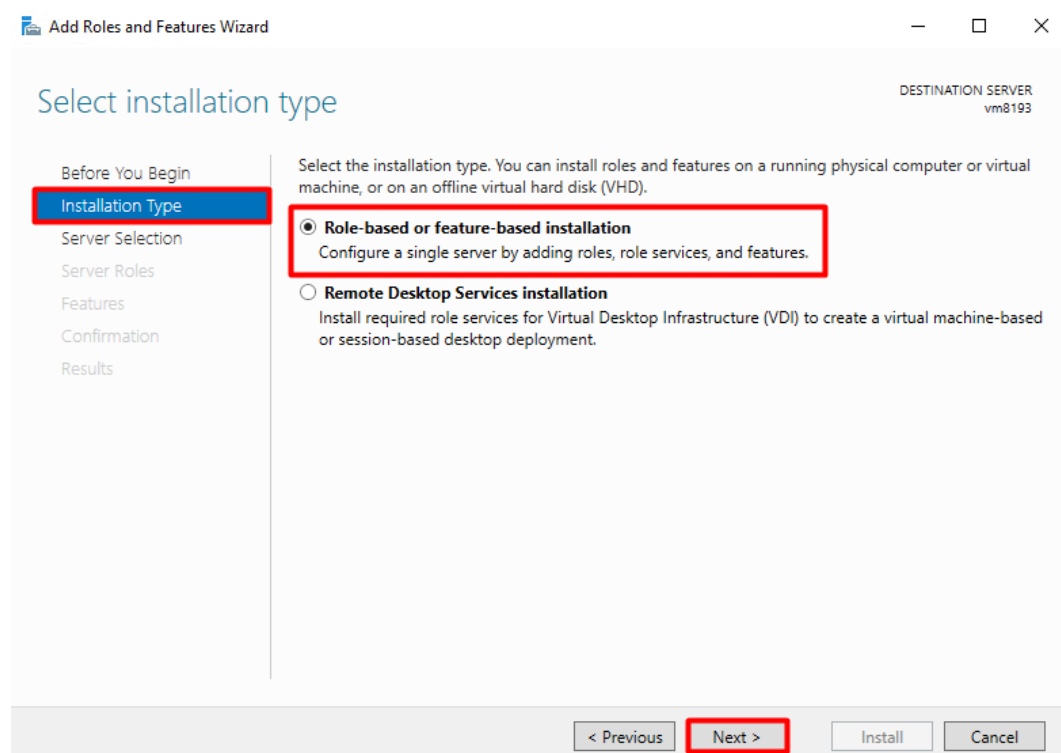 Add Roles and Features Wizard
Select installation type
DESTINATION SERVER
vm8193
Before You Begin
Installation Type
Server Selection
Server Roles
Features
Confirmation
Results
Select the installation type. You can install roles and features on a running physical computer or virtual
machine, or on an offline virtual hard disk (VHD).
Role-based or feature-based installation
Configure a single server by adding roles, role services, and features.
Remote Desktop Services installation
Install required role services for Virtual Desktop Infrastructure (VDI) to create a virtual machine-based
or session-based desktop deployment.
< Previous
Next >
Install
Cancel